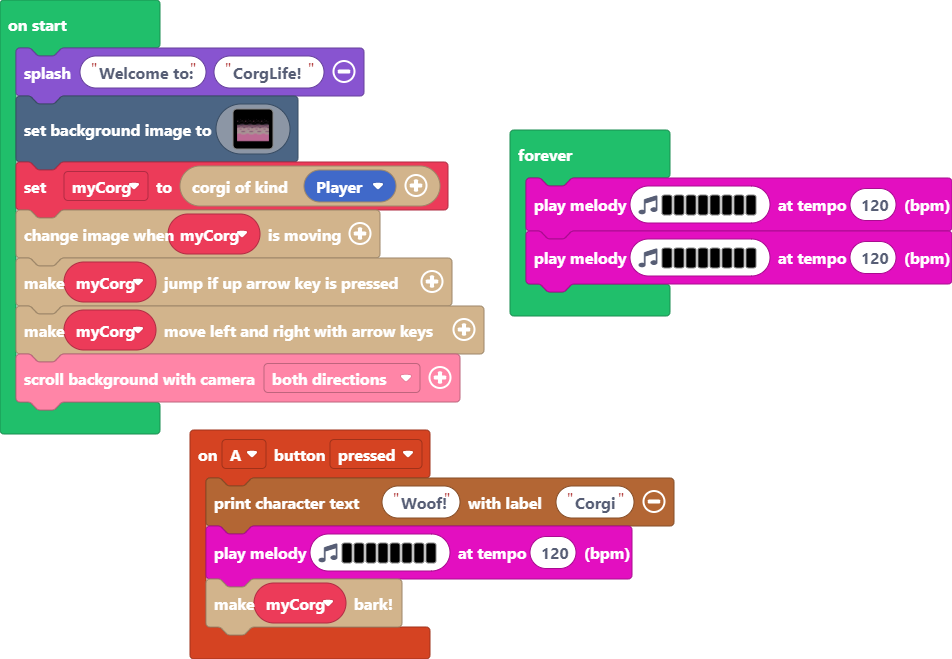 on start
splash "Welcome to:" "CorgLife!"
set background image to
set myCorg to corgi of kind Player
change image when myCorg is moving
make myCorg jump if up arrow key is pressed
make myCorg move left and right with arrow keys
scroll background with camera both directions
forever
play melody at tempo 120 (bpm)
play melody at tempo 120 (bpm)
on A button pressed
print character text "Woof!" with label "Corgi"
play melody at tempo 120 (bpm)
make myCorg bark!